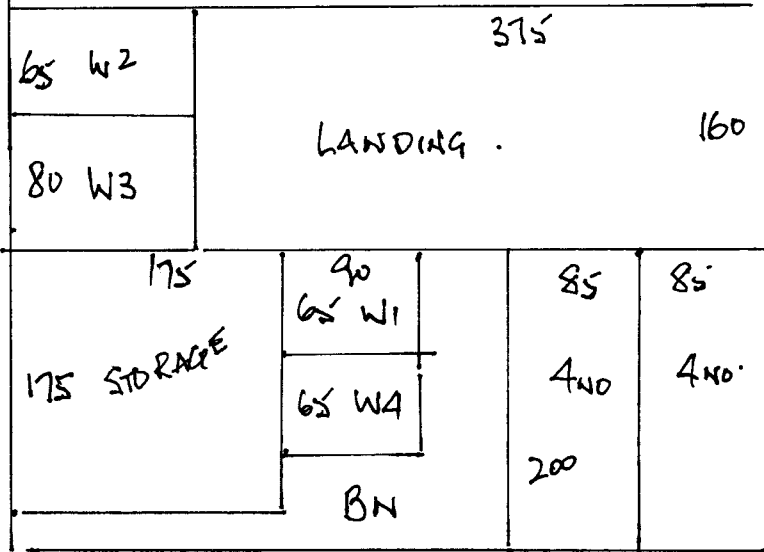 375
65 W2
LANDING .
160
80 W3
175
90
85
85
65 W1
175 STORAGE
4NO
4NO.
65 W4
200
BN